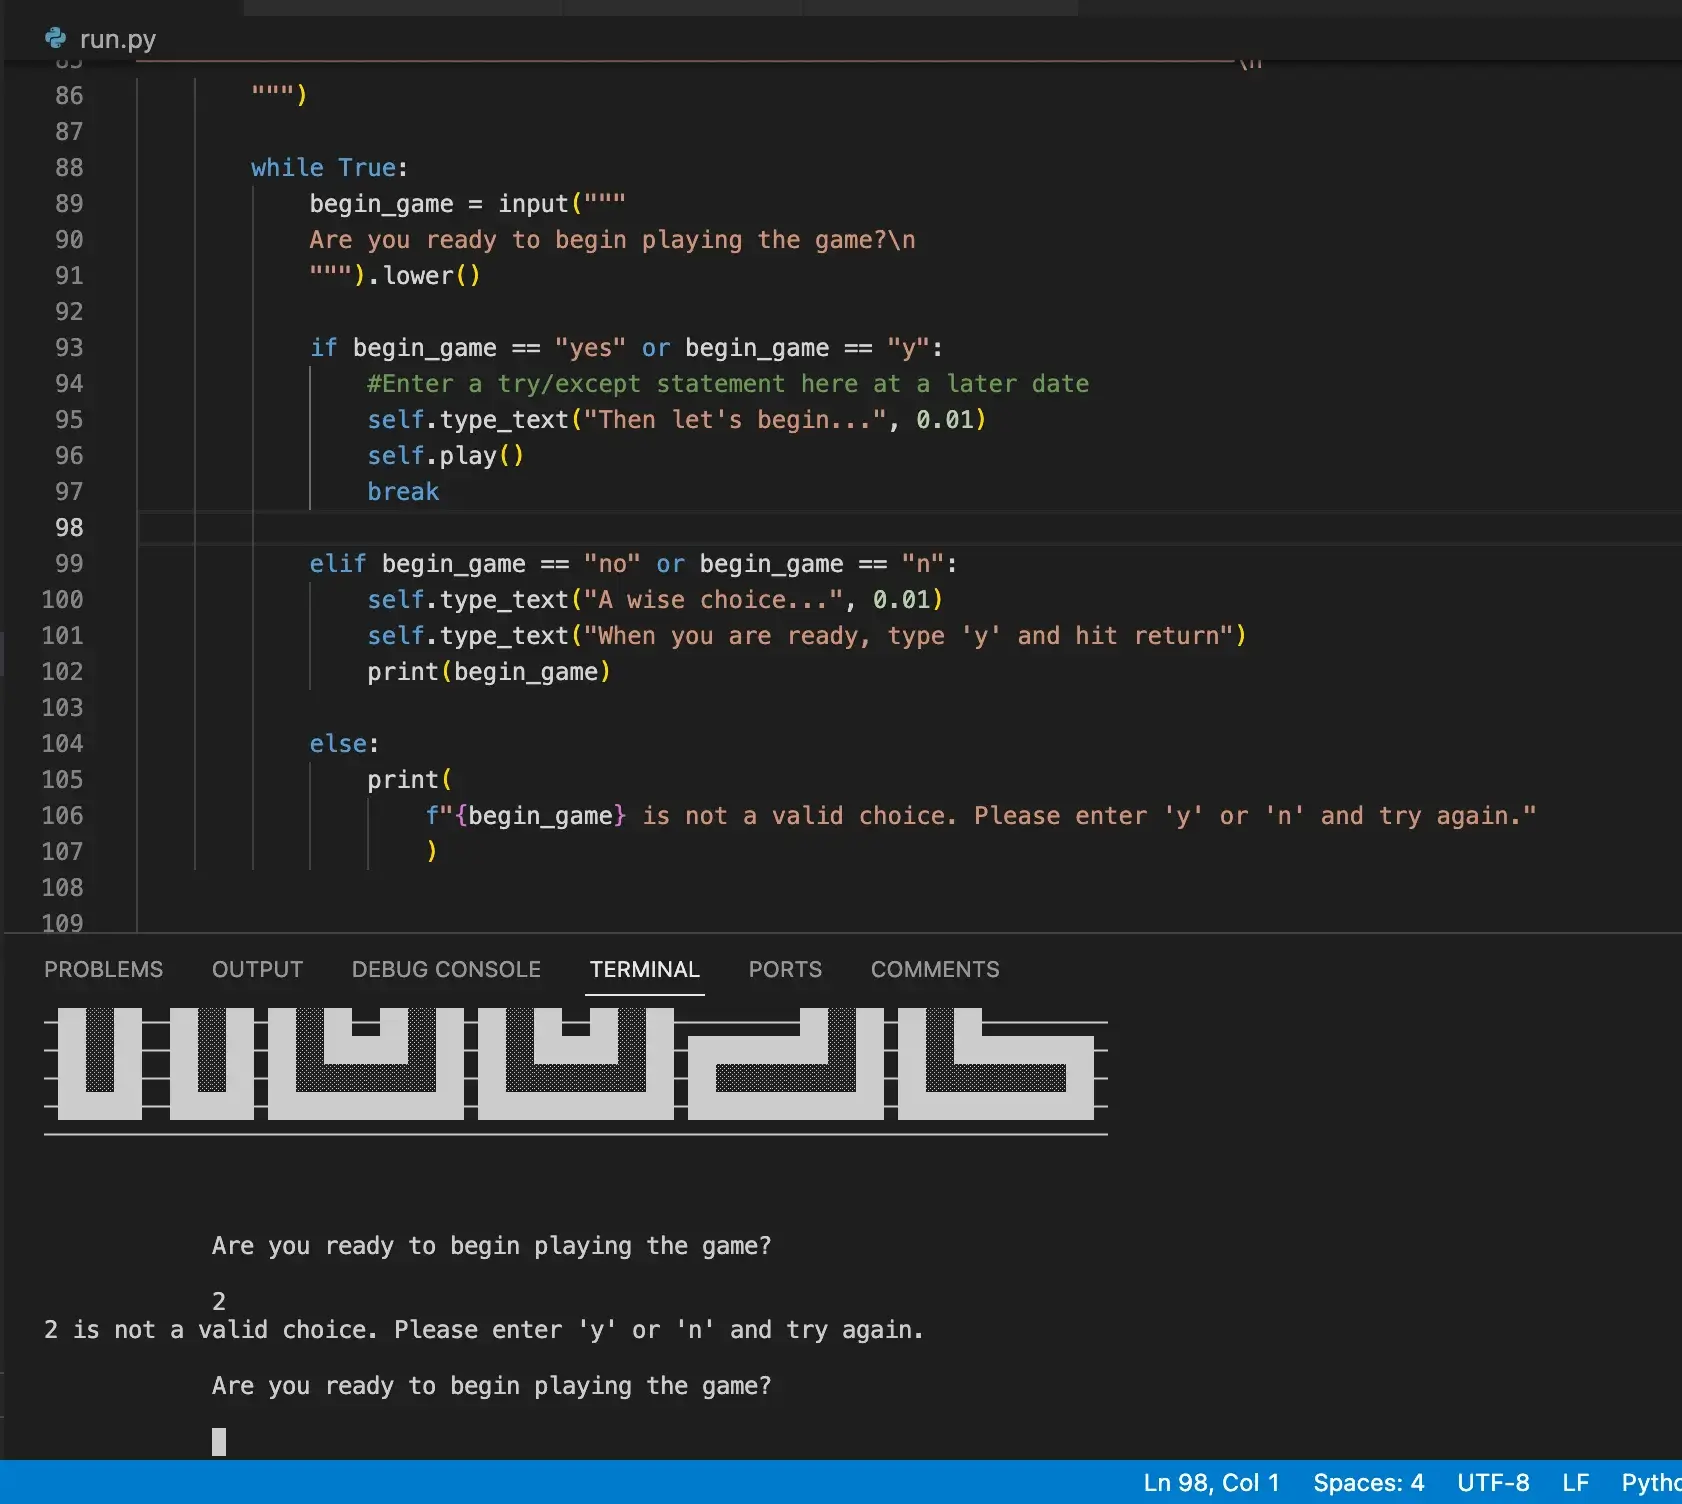 run.py
85 \n
86 """)
87
88 while True:
89 begin_game = input("""
90 Are you ready to begin playing the game?\n
91 """).lower()
92
93 if begin_game == "yes" or begin_game == "y":
94 #Enter a try/except statement here at a later date
95 self.type_text("Then let's begin...", 0.01)
96 self.play()
97 break
98
99 elif begin_game == "no" or begin_game == "n":
100 self.type_text("A wise choice...", 0.01)
101 self.type_text("When you are ready, type 'y' and hit return")
102 print(begin_game)
103
104 else:
105 print(
106 f"{begin_game} is not a valid choice. Please enter 'y' or 'n' and try again."
107 )
108
109
PROBLEMS OUTPUT DEBUG CONSOLE TERMINAL PORTS COMMENTS
Are you ready to begin playing the game?
2
2 is not a valid choice. Please enter 'y' or 'n' and try again.
Are you ready to begin playing the game?
Ln 98, Col 1 Spaces: 4 UTF-8 LF Pytho